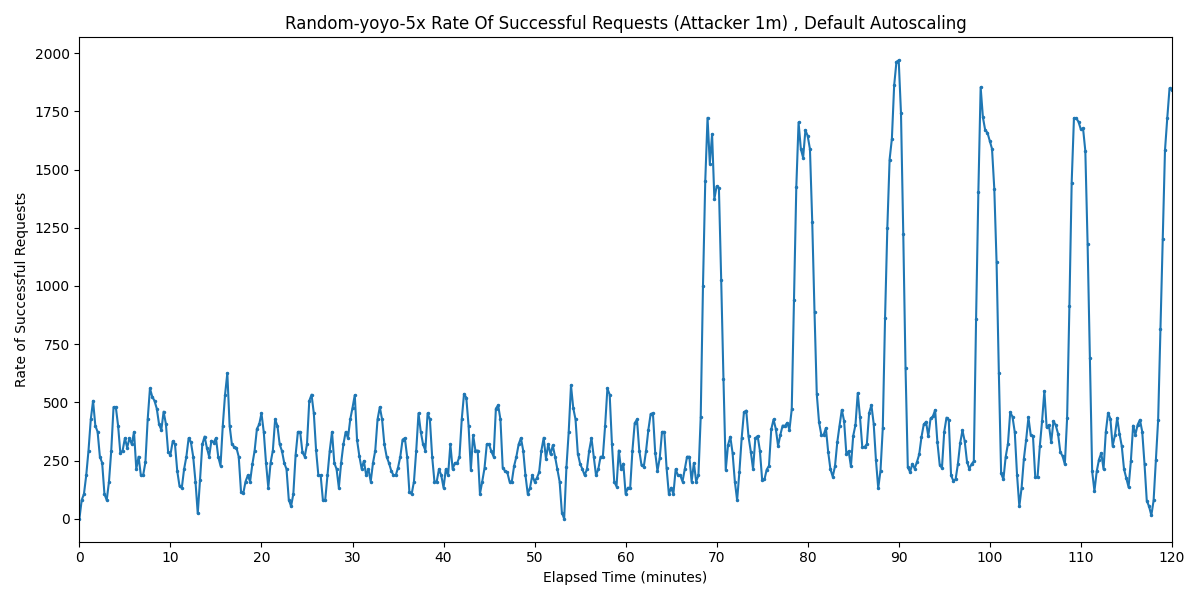 Random-yoyo-5x Rate Of Successful Requests (Attacker 1m) , Default Autoscaling
2000
1750
1500
1250
1000
750
500
250
0
Rate of Successful Requests
0 10 20 30 40 50 60 70 80 90 100 110 120
Elapsed Time (minutes)